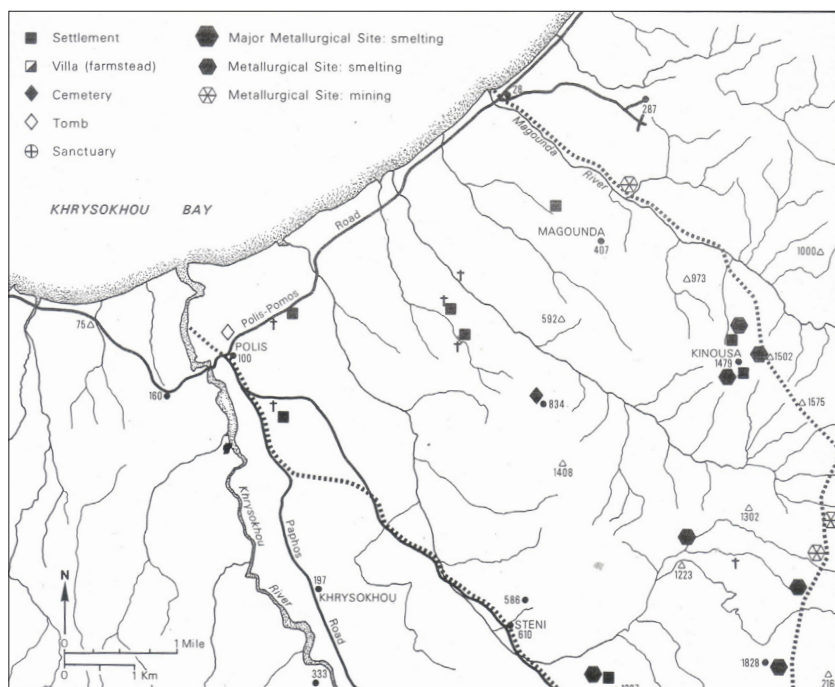 Settlement
Villa (farmstead)
Cemetery
Tomb
Sanctuary
Major Metallurgical Site: smelting
Metallurgical Site: smelting
Metallurgical Site: mining
28
287
Magounda
River
KHRYSOKHOU BAY
Road
MAGOUNDA
407
1000
973
Polis-Pomos
592
75
POLIS
100
KINOUSA
1479
1502
160
834
1575
1408
Khrysokhou
River
1302
Paphos
Road
1223
N
197
KHRYSOKHOU
586
STENI
610
1 Mile
0
0
1 Km
333
1828